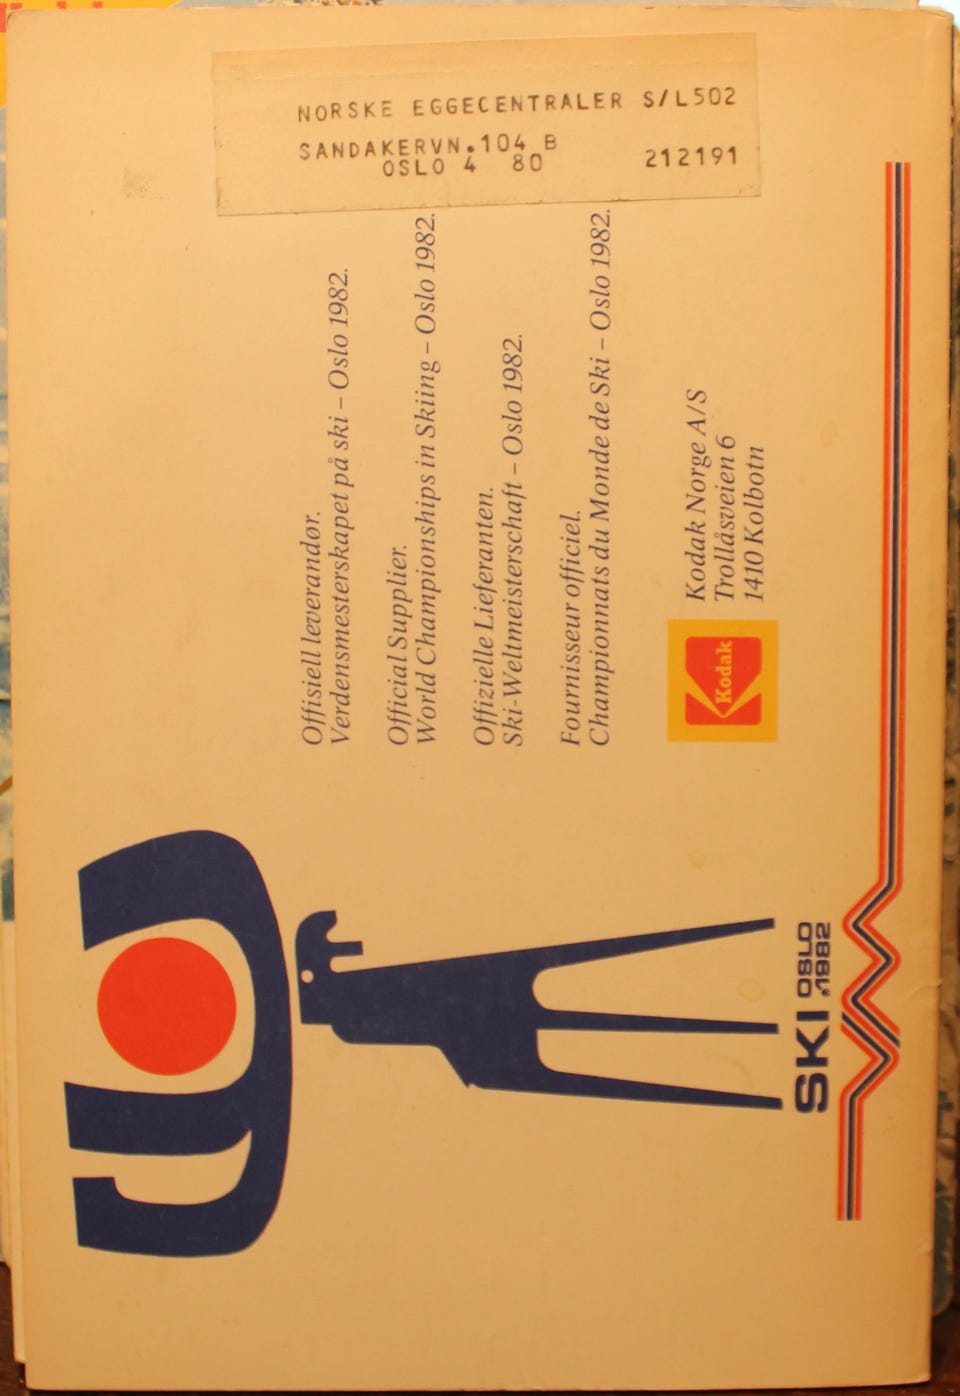 NORSKE EGGECENTRALER S/L502
SANDAKERVN.104 B
OSLO 4 80 212191
Offisiell leverandør.
Verdensmesterskapet på ski – Oslo 1982.
Official Supplier.
World Championships in Skiing – Oslo 1982.
Offizielle Lieferanten.
Ski-Weltmeisterschaft – Oslo 1982.
Fournisseur officiel.
Championnats du Monde de Ski – Oslo 1982.
Kodak
Kodak Norge A/S
Trollåsveien 6
1410 Kolbotn
SKI OSLO
1982